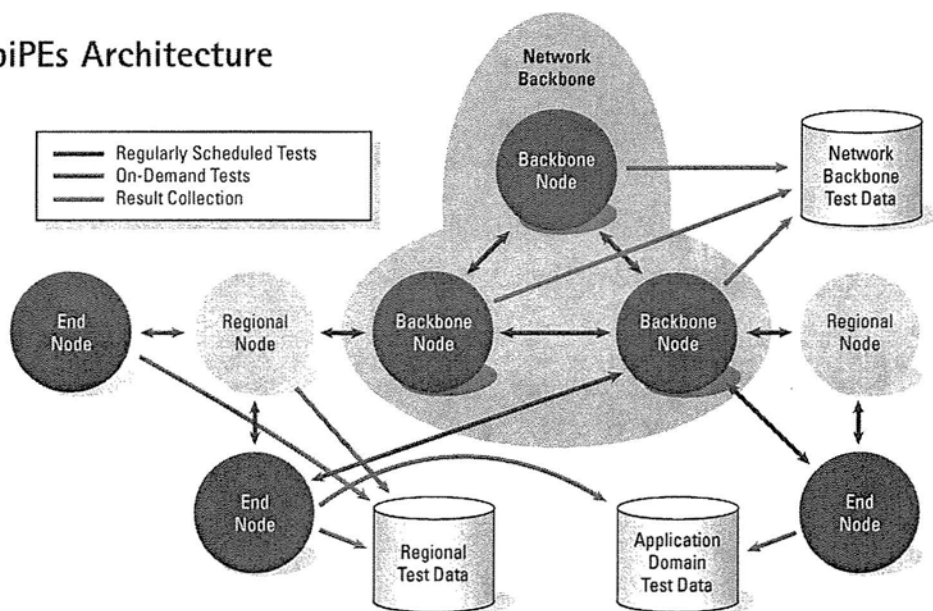 piPEs Architecture
Network
Backbone
Regularly Scheduled Tests
On-Demand Tests
Result Collection
Backbone
Node
Network
Backbone
Test Data
End
Node
Regional
Node
Backbone
Node
Backbone
Node
Regional
Node
End
Node
Regional
Test Data
Application
Domain
Test Data
End
Node